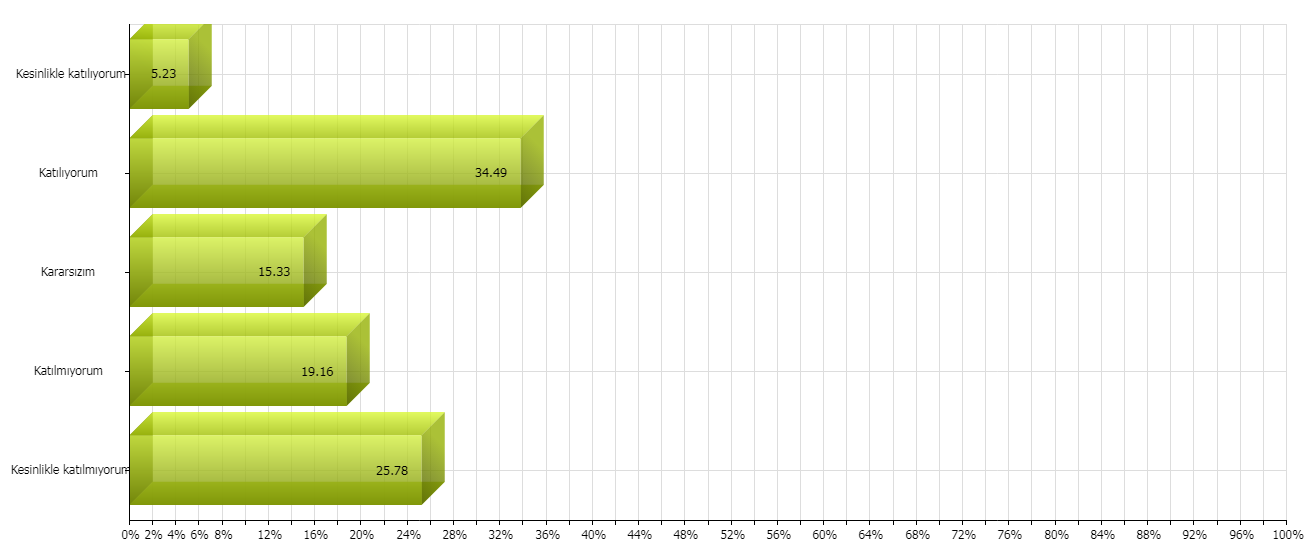 Kesinlikle katılıyorum
5.23
Katılıyorum
34.49
Kararsızım
15.33
Katılmıyorum
19.16
Kesinlikle katılmıyorum
25.78
0% 2% 4% 6% 8% 12% 16% 20% 24% 28% 32% 36% 40% 44% 48% 52% 56% 60% 64% 68% 72% 76% 80% 84% 88% 92% 96% 100%